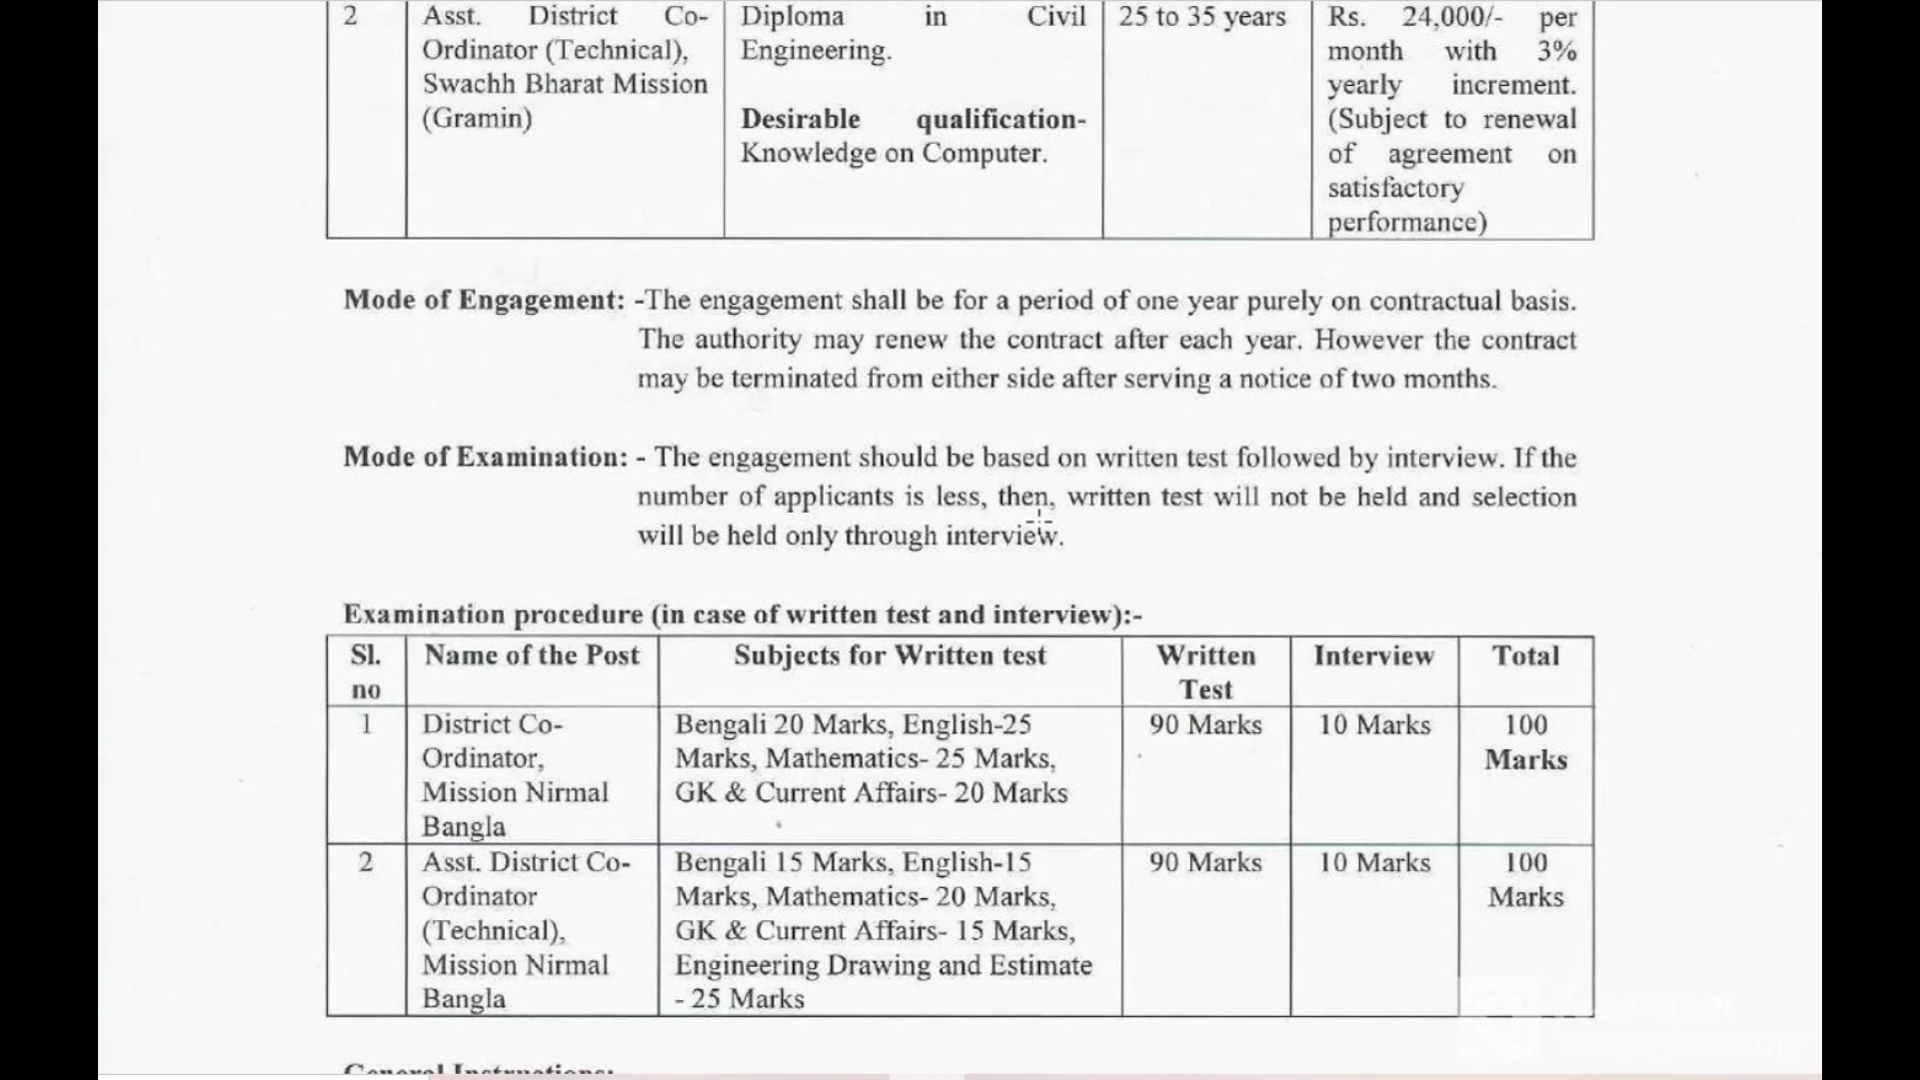 2
Asst. District Co-
Ordinator (Technical),
Swachh Bharat Mission
(Gramin)
Diploma in Civil
Engineering.
Desirable qualification-
Knowledge on Computer.
25 to 35 years
Rs. 24,000/- per
month with 3%
yearly increment.
(Subject to renewal
of agreement on
satisfactory
performance)
Mode of Engagement: -The engagement shall be for a period of one year purely on contractual basis.
The authority may renew the contract after each year. However the contract
may be terminated from either side after serving a notice of two months.
Mode of Examination: - The engagement should be based on written test followed by interview. If the
number of applicants is less, then, written test will not be held and selection
will be held only through interview.
Examination procedure (in case of written test and interview):-
Sl.
no
Name of the Post
Subjects for Written test
Written
Test
Interview
Total
1
District Co-
Ordinator,
Mission Nirmal
Bangla
Bengali 20 Marks, English-25
Marks, Mathematics- 25 Marks,
GK & Current Affairs- 20 Marks
90 Marks
10 Marks
100
Marks
2
Asst. District Co-
Ordinator
(Technical),
Mission Nirmal
Bangla
Bengali 15 Marks, English-15
Marks, Mathematics- 20 Marks,
GK & Current Affairs- 15 Marks,
Engineering Drawing and Estimate
- 25 Marks
90 Marks
10 Marks
100
Marks
General Instructions: